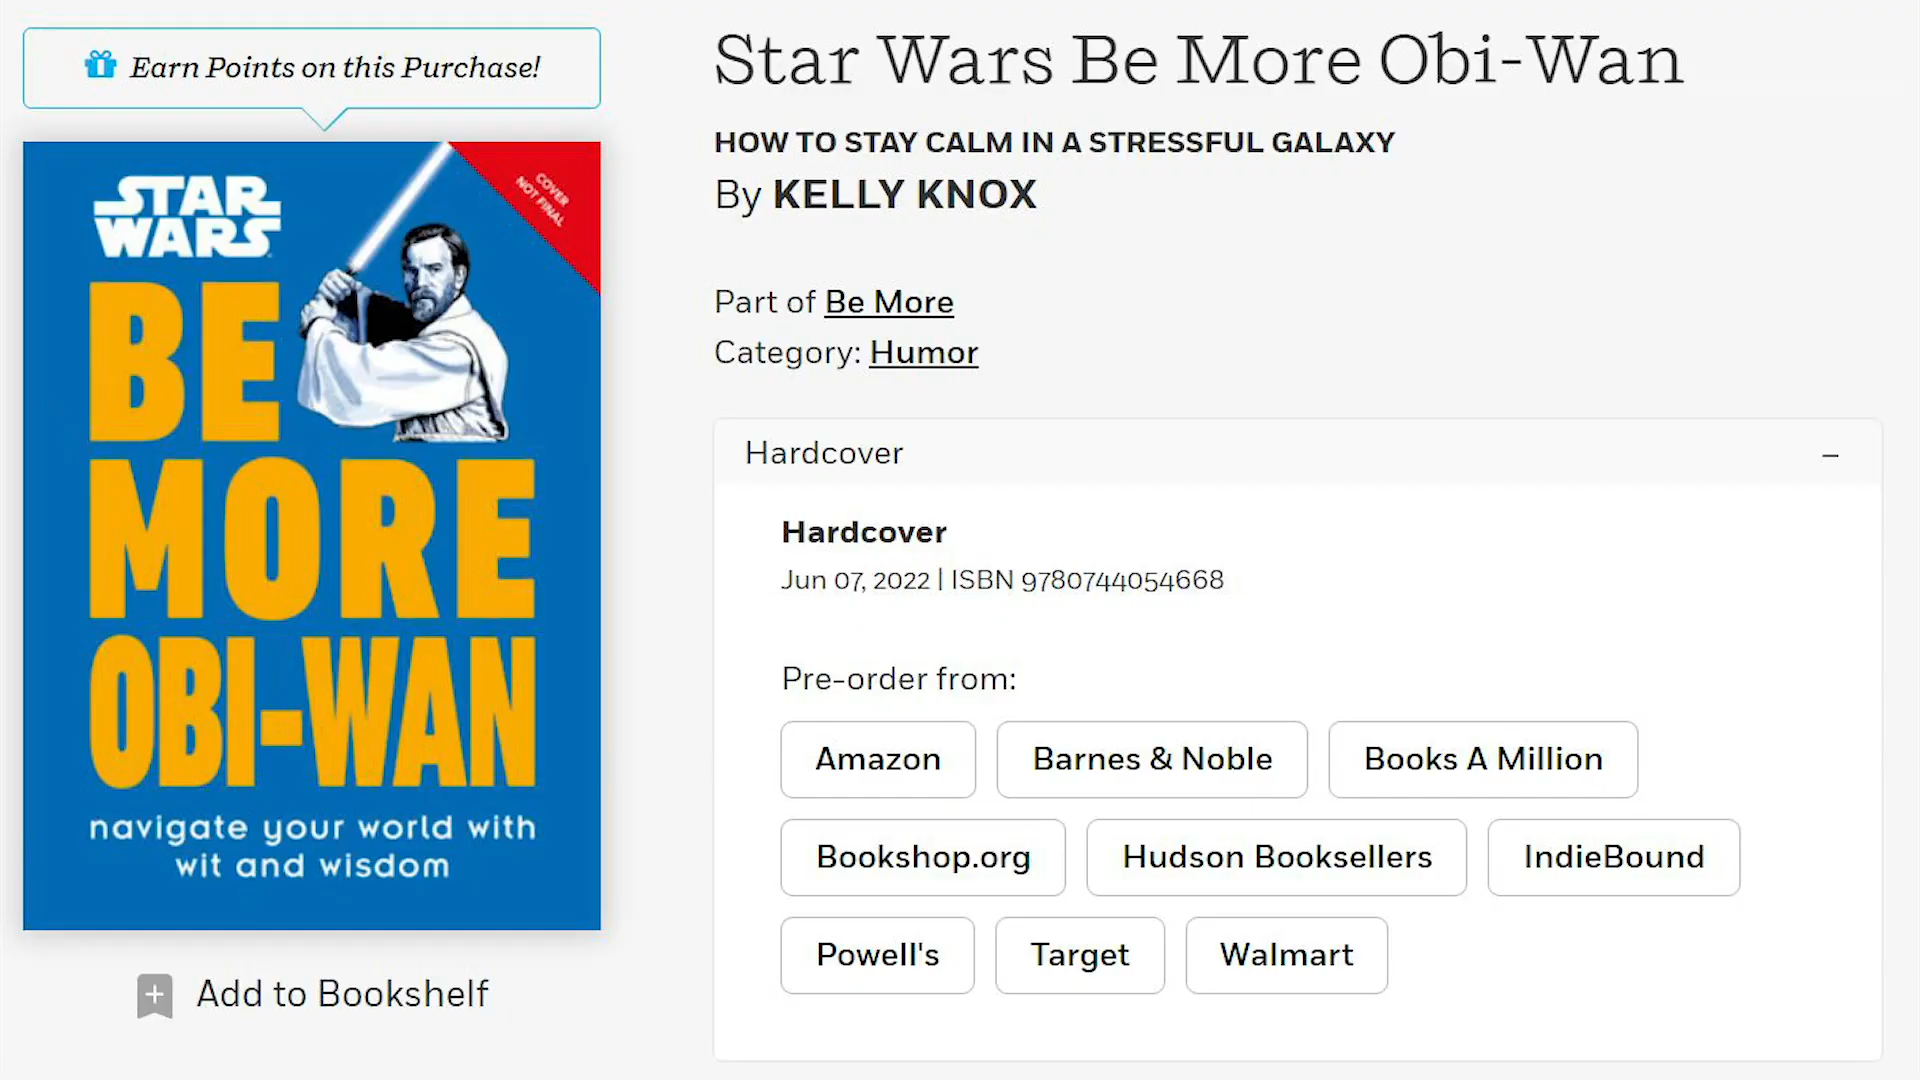 Earn Points on this Purchase!
STAR
WARS
COVER
NOT FINAL
BE
MORE
OBI-WAN
navigate your world with
wit and wisdom
Add to Bookshelf
Star Wars Be More Obi-Wan
HOW TO STAY CALM IN A STRESSFUL GALAXY
By KELLY KNOX
Part of Be More
Category: Humor
Hardcover
Hardcover
Jun 07, 2022 | ISBN 9780744054668
Pre-order from:
Amazon Barnes & Noble Books A Million
Bookshop.org Hudson Booksellers IndieBound
Powell's Target Walmart